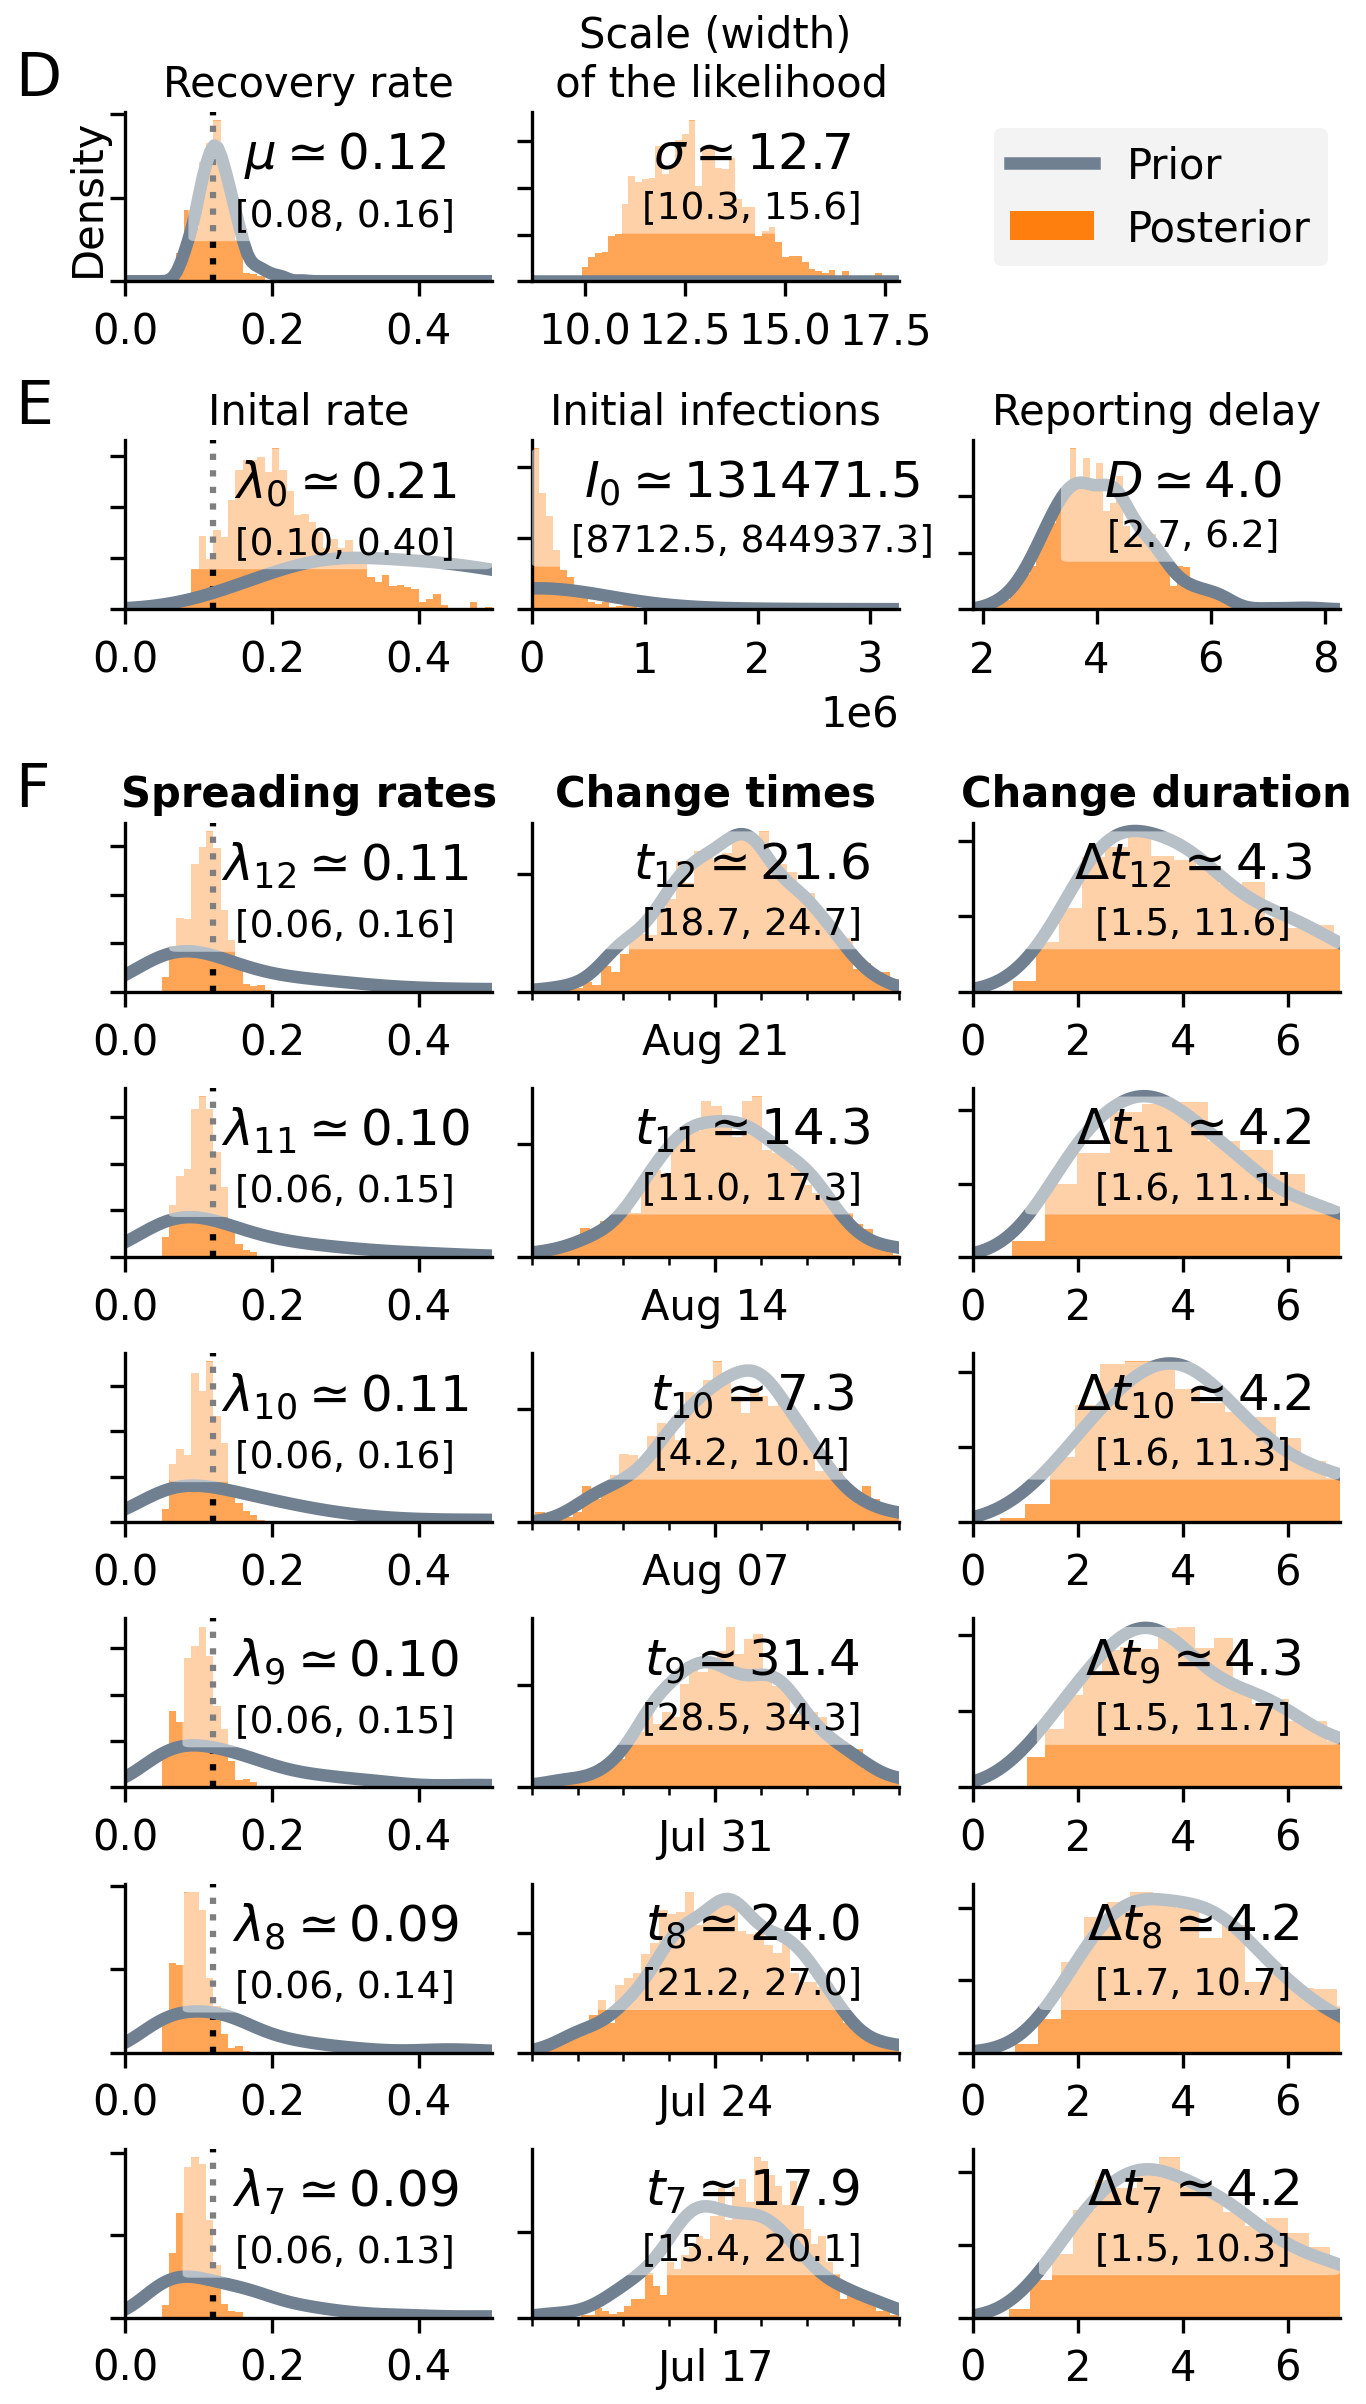 D
Recovery rate
Scale (width)
of the likelihood
Density
μ ≃ 0.12
[0.08, 0.16]
0.0 0.2 0.4
σ ≃ 12.7
[10.3, 15.6]
10.0 12.5 15.0 17.5
Prior
Posterior
E
Inital rate
λ0 ≃ 0.21
[0.10, 0.40]
0.0 0.2 0.4
Initial infections
I0 ≃ 131471.5
[8712.5, 844937.3]
0 1 2 3
1e6
Reporting delay
D ≃ 4.0
[2.7, 6.2]
2 4 6 8
F
Spreading rates
Change times
Change duration
λ12 ≃ 0.11
[0.06, 0.16]
0.0 0.2 0.4
t12 ≃ 21.6
[18.7, 24.7]
Aug 21
Δt12 ≃ 4.3
[1.5, 11.6]
0 2 4 6
λ11 ≃ 0.10
[0.06, 0.15]
0.0 0.2 0.4
t11 ≃ 14.3
[11.0, 17.3]
Aug 14
Δt11 ≃ 4.2
[1.6, 11.1]
0 2 4 6
λ10 ≃ 0.11
[0.06, 0.16]
0.0 0.2 0.4
t10 ≃ 7.3
[4.2, 10.4]
Aug 07
Δt10 ≃ 4.2
[1.6, 11.3]
0 2 4 6
λ9 ≃ 0.10
[0.06, 0.15]
0.0 0.2 0.4
t9 ≃ 31.4
[28.5, 34.3]
Jul 31
Δt9 ≃ 4.3
[1.5, 11.7]
0 2 4 6
λ8 ≃ 0.09
[0.06, 0.14]
0.0 0.2 0.4
t8 ≃ 24.0
[21.2, 27.0]
Jul 24
Δt8 ≃ 4.2
[1.7, 10.7]
0 2 4 6
λ7 ≃ 0.09
[0.06, 0.13]
0.0 0.2 0.4
t7 ≃ 17.9
[15.4, 20.1]
Jul 17
Δt7 ≃ 4.2
[1.5, 10.3]
0 2 4 6